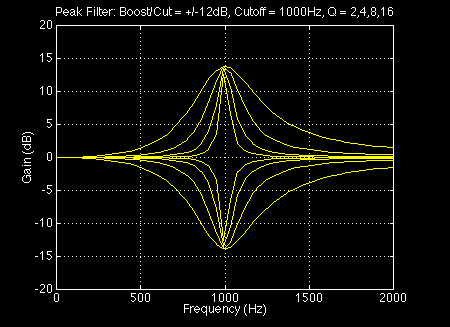 Peak Filter: Boost/Cut = +/-12dB, Cutoff = 1000Hz, Q = 2,4,8,16
20
15
10
5
0
-5
-10
-15
-20
Gain (dB)
0 500 1000 1500 2000
Frequency (Hz)